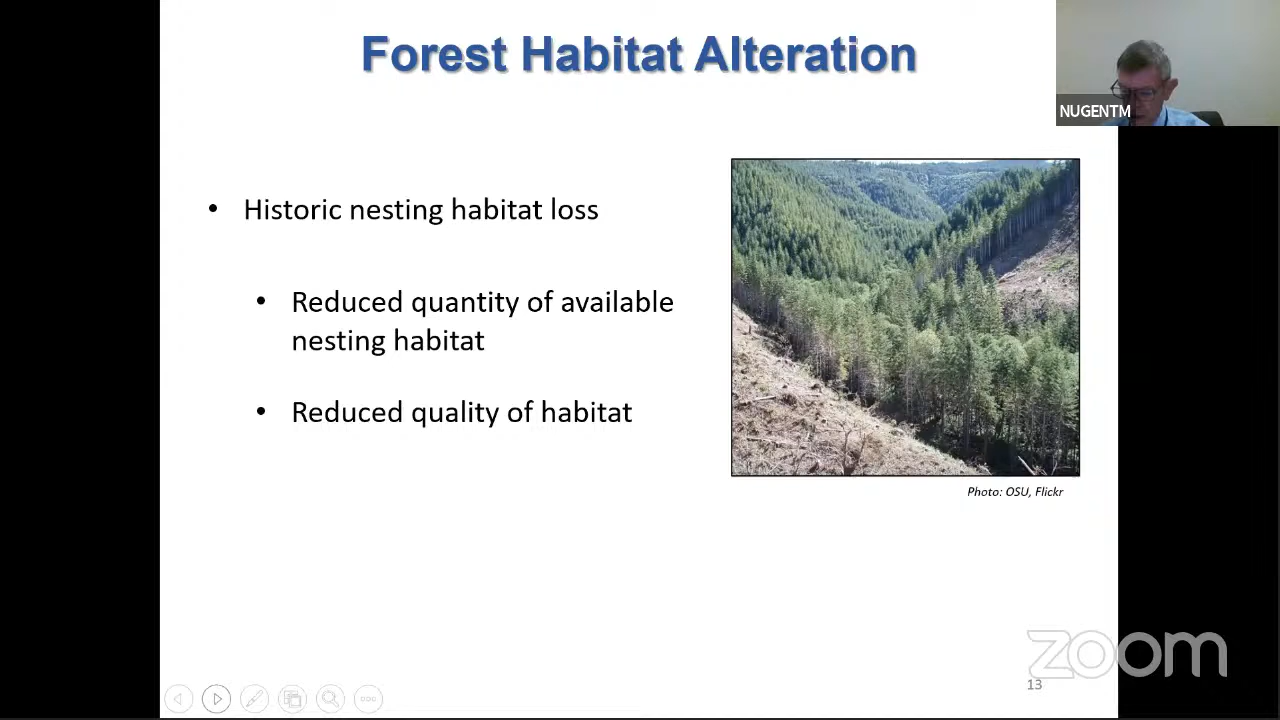 Forest Habitat Alteration
NUGENTM
• Historic nesting habitat loss
• Reduced quantity of available
nesting habitat
• Reduced quality of habitat
Photo: OSU, Flickr
zoom
13